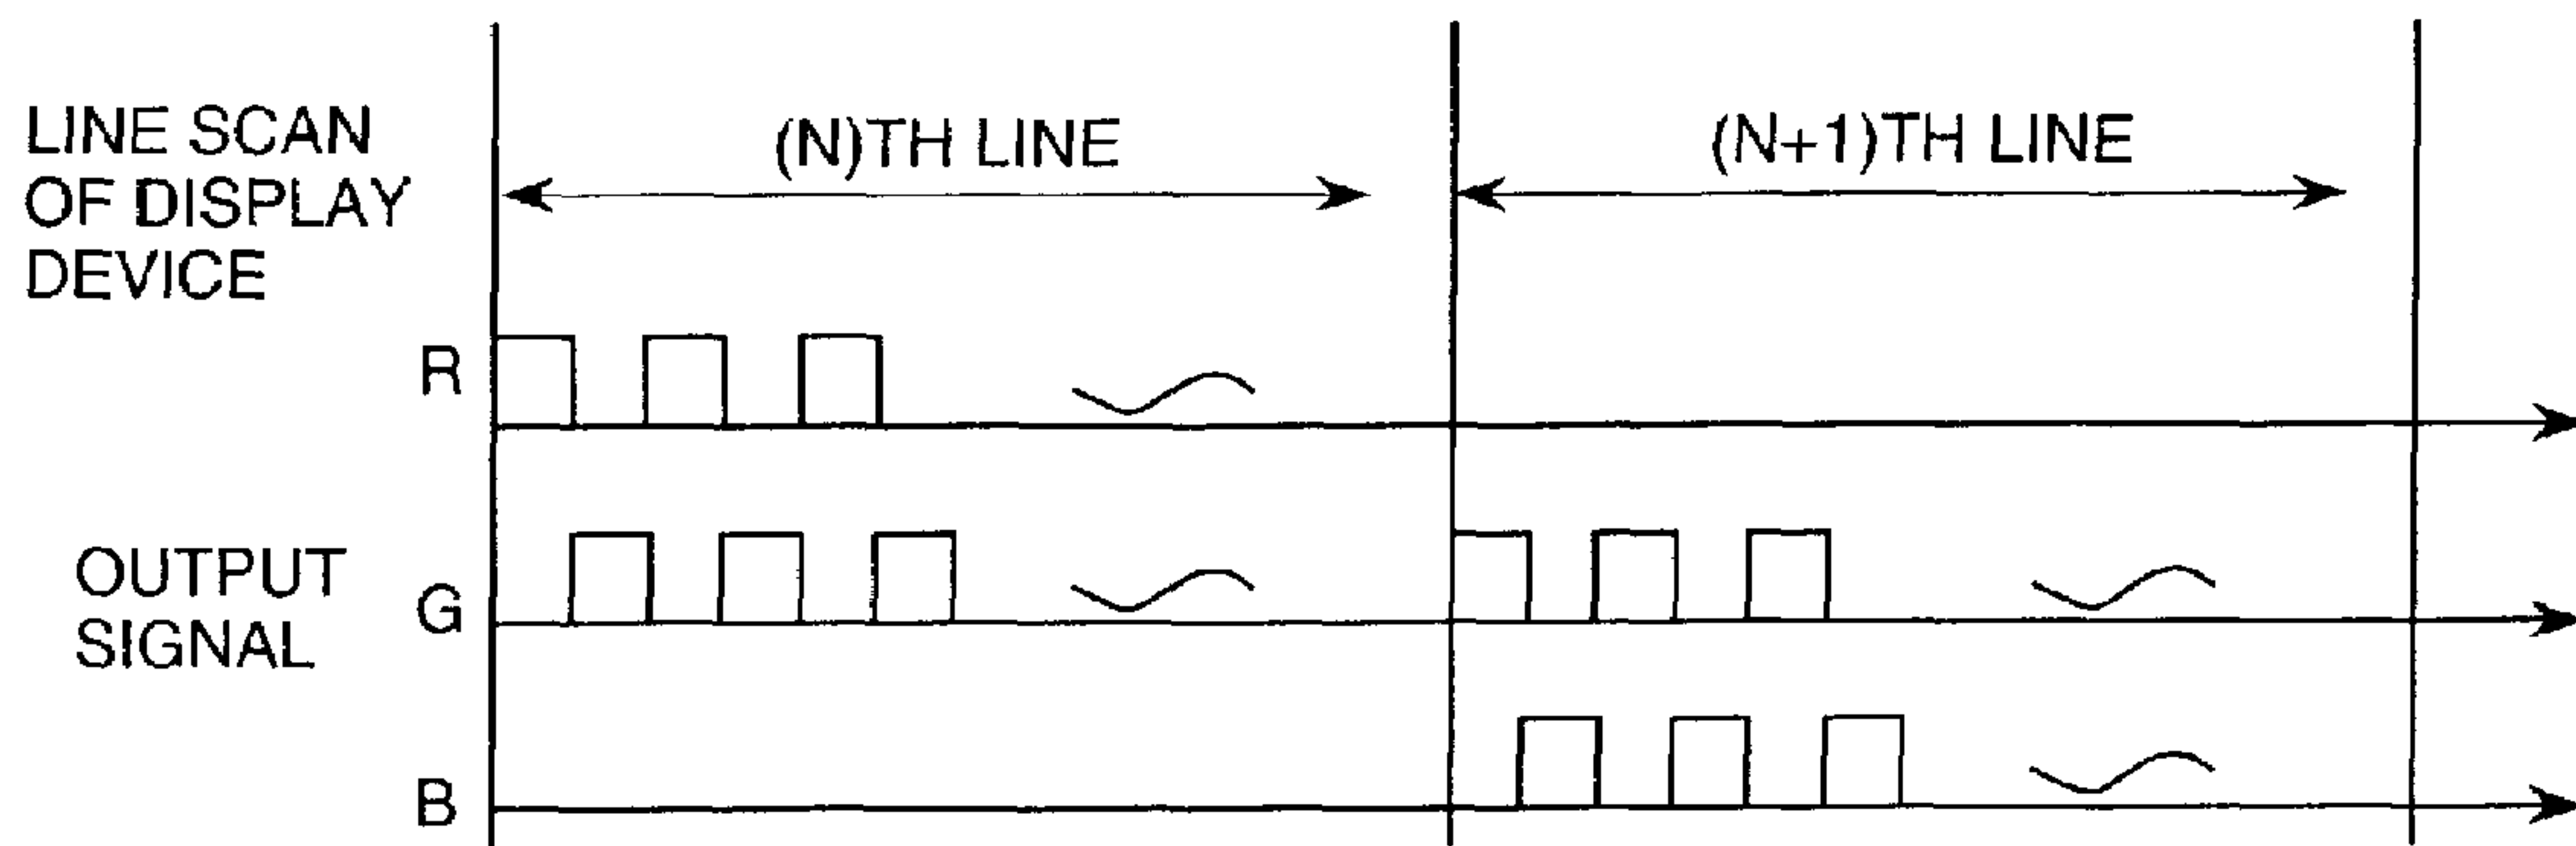 LINE SCAN
OF DISPLAY
DEVICE
(N)TH LINE
(N+1)TH LINE
R
OUTPUT
SIGNAL
G
B